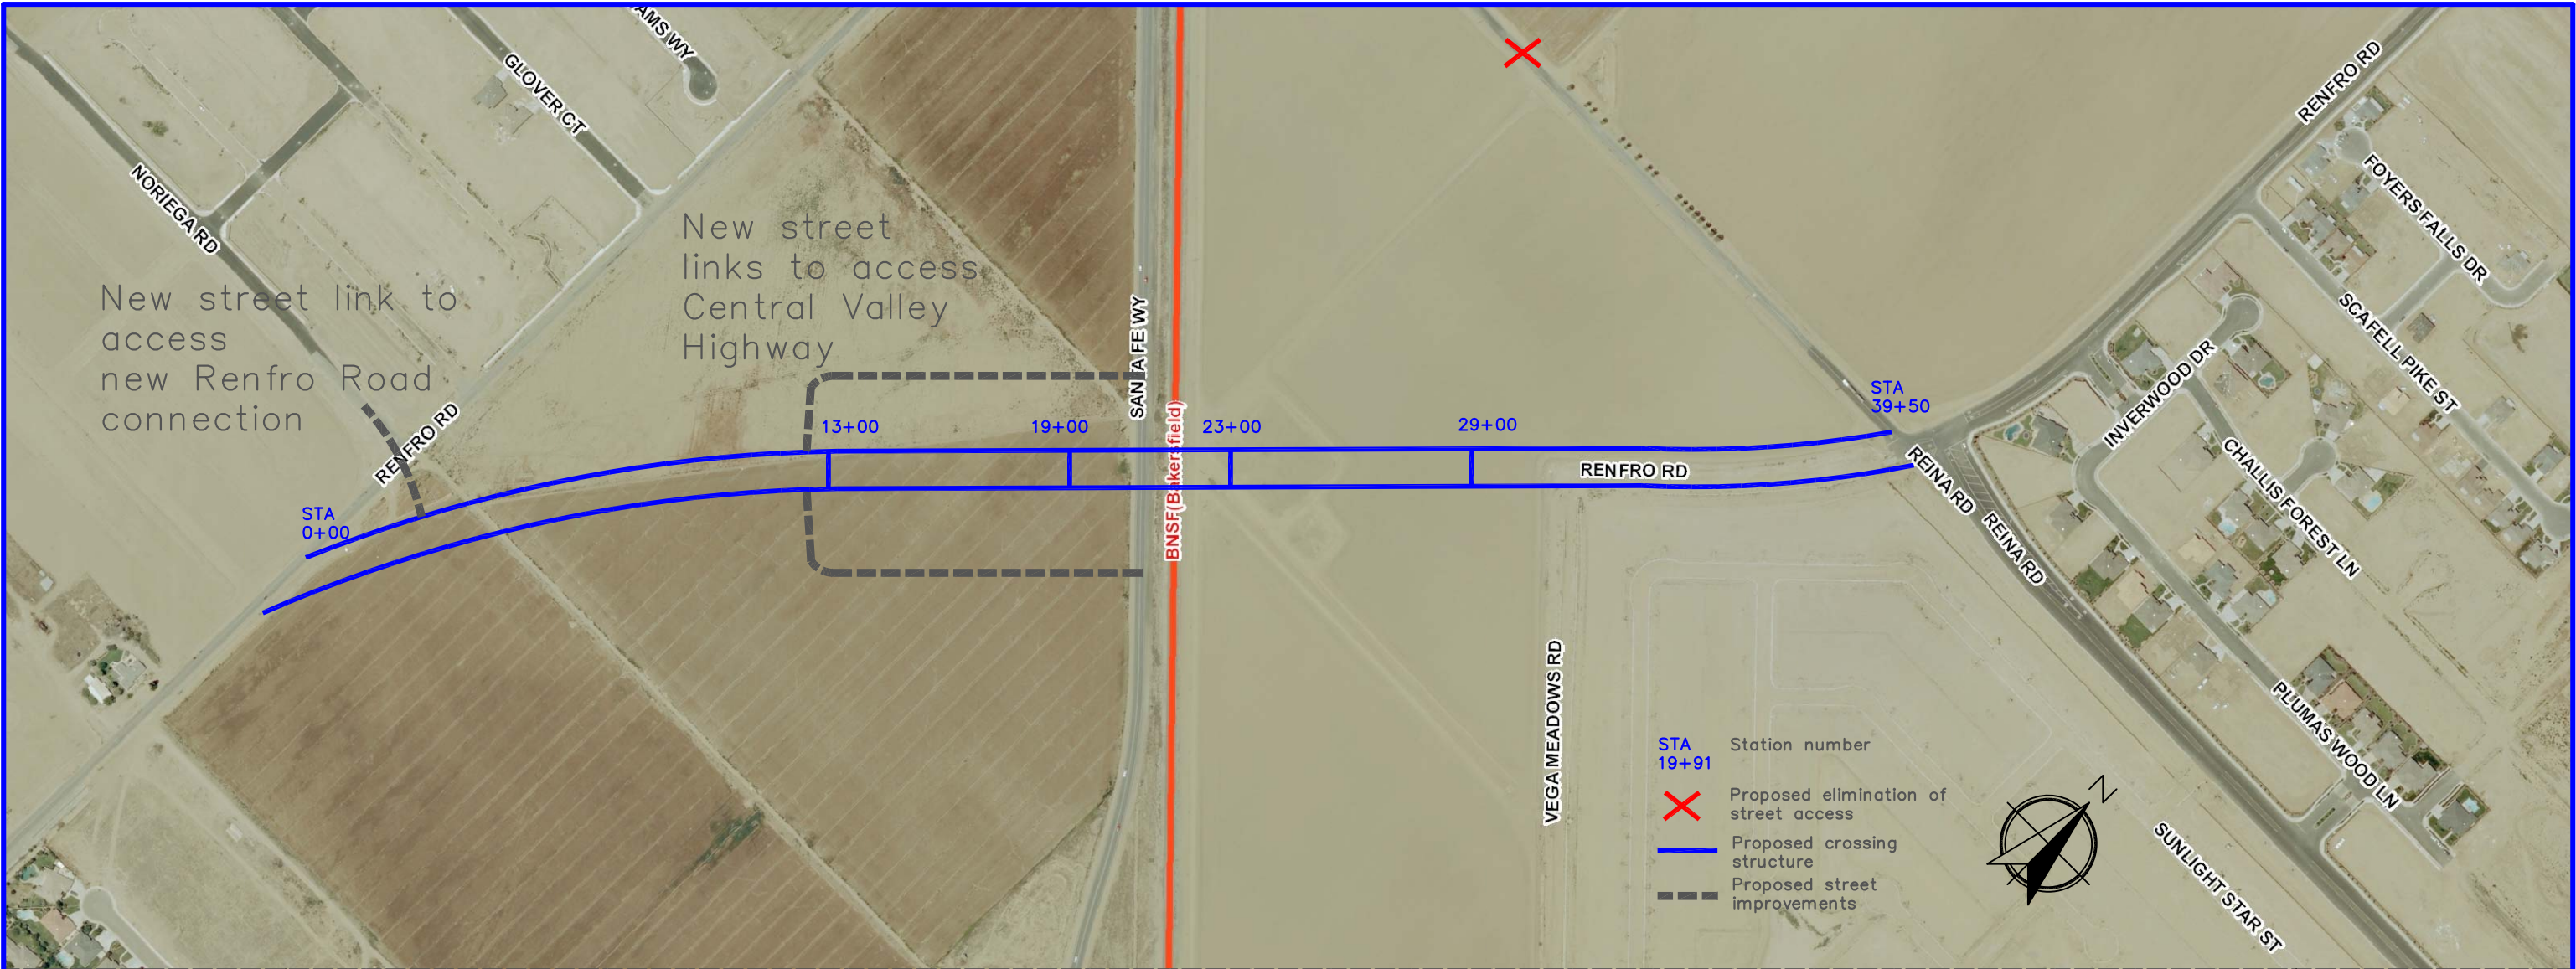 AMS WY
GLOVER CT
NORIEGA RD
RENFRO RD
FOYERS FALLS DR
SCAFELL PIKE ST
New street
links to access
Central Valley
Highway
New street link to
access
new Renfro Road
connection
SANTA FE WY
INVERWOOD DR
RENFRO RD
STA
39+50
13+00
19+00
23+00
29+00
BNSF(Bakersfield)
RENFRO RD
REINA RD
REINA RD
CHALLIS FOREST LN
STA
0+00
VEGA MEADOWS RD
PLUMAS WOOD LN
STA
19+91
Station number
Proposed elimination of
street access
Proposed crossing
structure
Proposed street
improvements
N
SUNLIGHT STAR ST